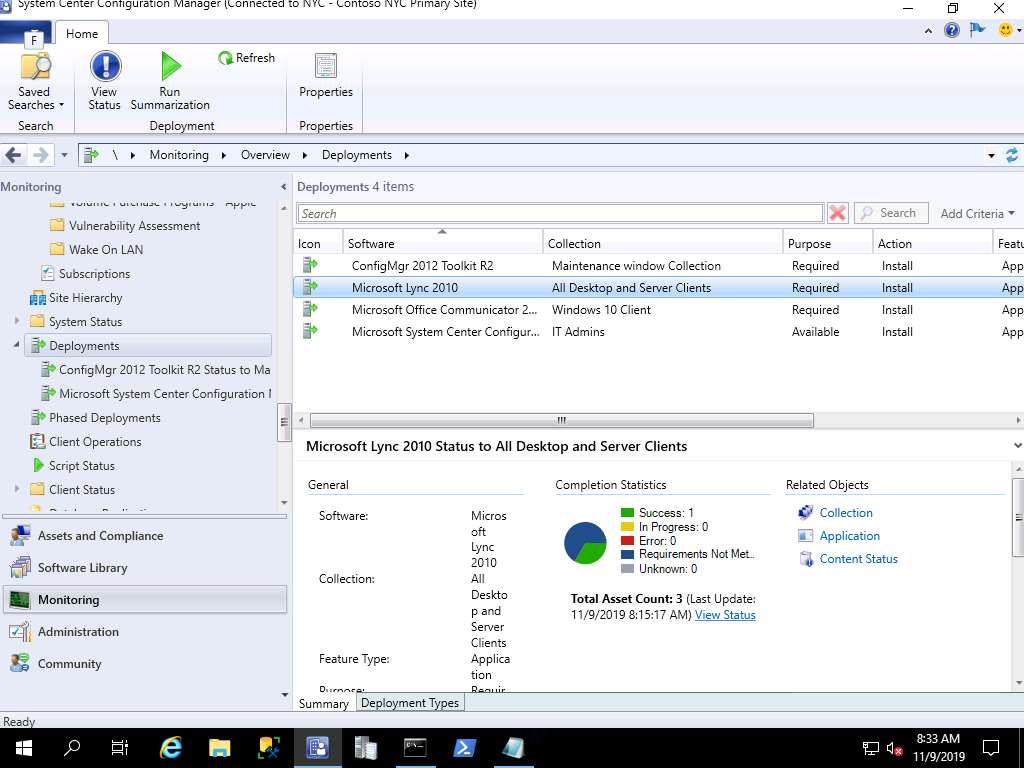 System Center Configuration Manager (Connected to NYC - Contoso NYC Primary Site)
F
Home
Saved Searches
View Status
Run Summarization
Refresh
Properties
Search
Deployment
Properties
\ Monitoring Overview Deployments
Monitoring
Volume Purchase Programs - Apple
Vulnerability Assessment
Wake On LAN
Subscriptions
Site Hierarchy
System Status
Deployments
ConfigMgr 2012 Toolkit R2 Status to Ma
Microsoft System Center Configuration
Phased Deployments
Client Operations
Script Status
Client Status
Assets and Compliance
Software Library
Monitoring
Administration
Community
Deployments 4 items
Search
Search
Add Criteria
Icon Software Collection Purpose Action Featu
ConfigMgr 2012 Toolkit R2 Maintenance window Collection Required Install App
Microsoft Lync 2010 All Desktop and Server Clients Required Install App
Microsoft Office Communicator 2... Windows 10 Client Required Install App
Microsoft System Center Configur... IT Admins Available Install App
Microsoft Lync 2010 Status to All Desktop and Server Clients
General
Software:
Micros
oft
Lync
2010
Collection:
All
Deskto
p and
Server
Clients
Feature Type:
Applica
tion
Purpose:
Requir
Completion Statistics
Success: 1
In Progress: 0
Error: 0
Requirements Not Met..
Unknown: 0
Total Asset Count: 3 (Last Update:
11/9/2019 8:15:17 AM) View Status
Related Objects
Collection
Application
Content Status
Summary
Deployment Types
Ready
8:33 AM
11/9/2019